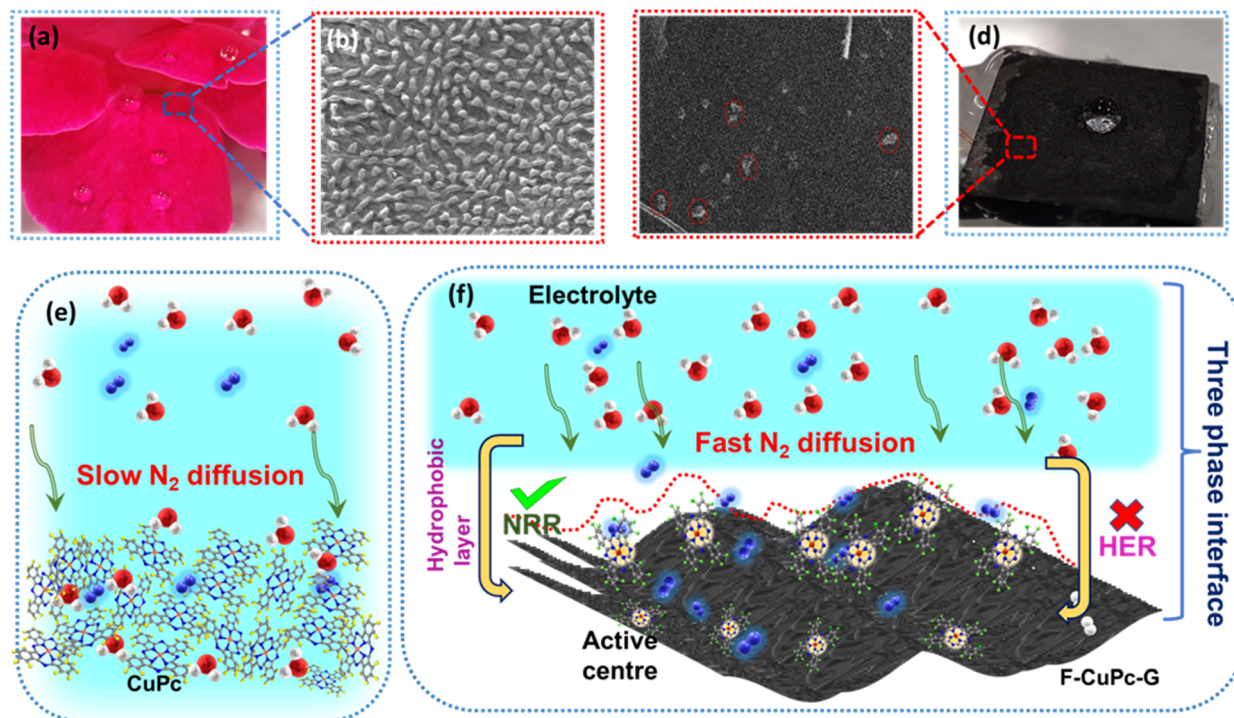 (a)
(b)
(d)
(e)
Slow N₂ diffusion
CuPc
(f)
Electrolyte
Fast N₂ diffusion
Hydrophobic
layer
NRR
HER
Three phase interface
Active
centre
F-CuPc-G